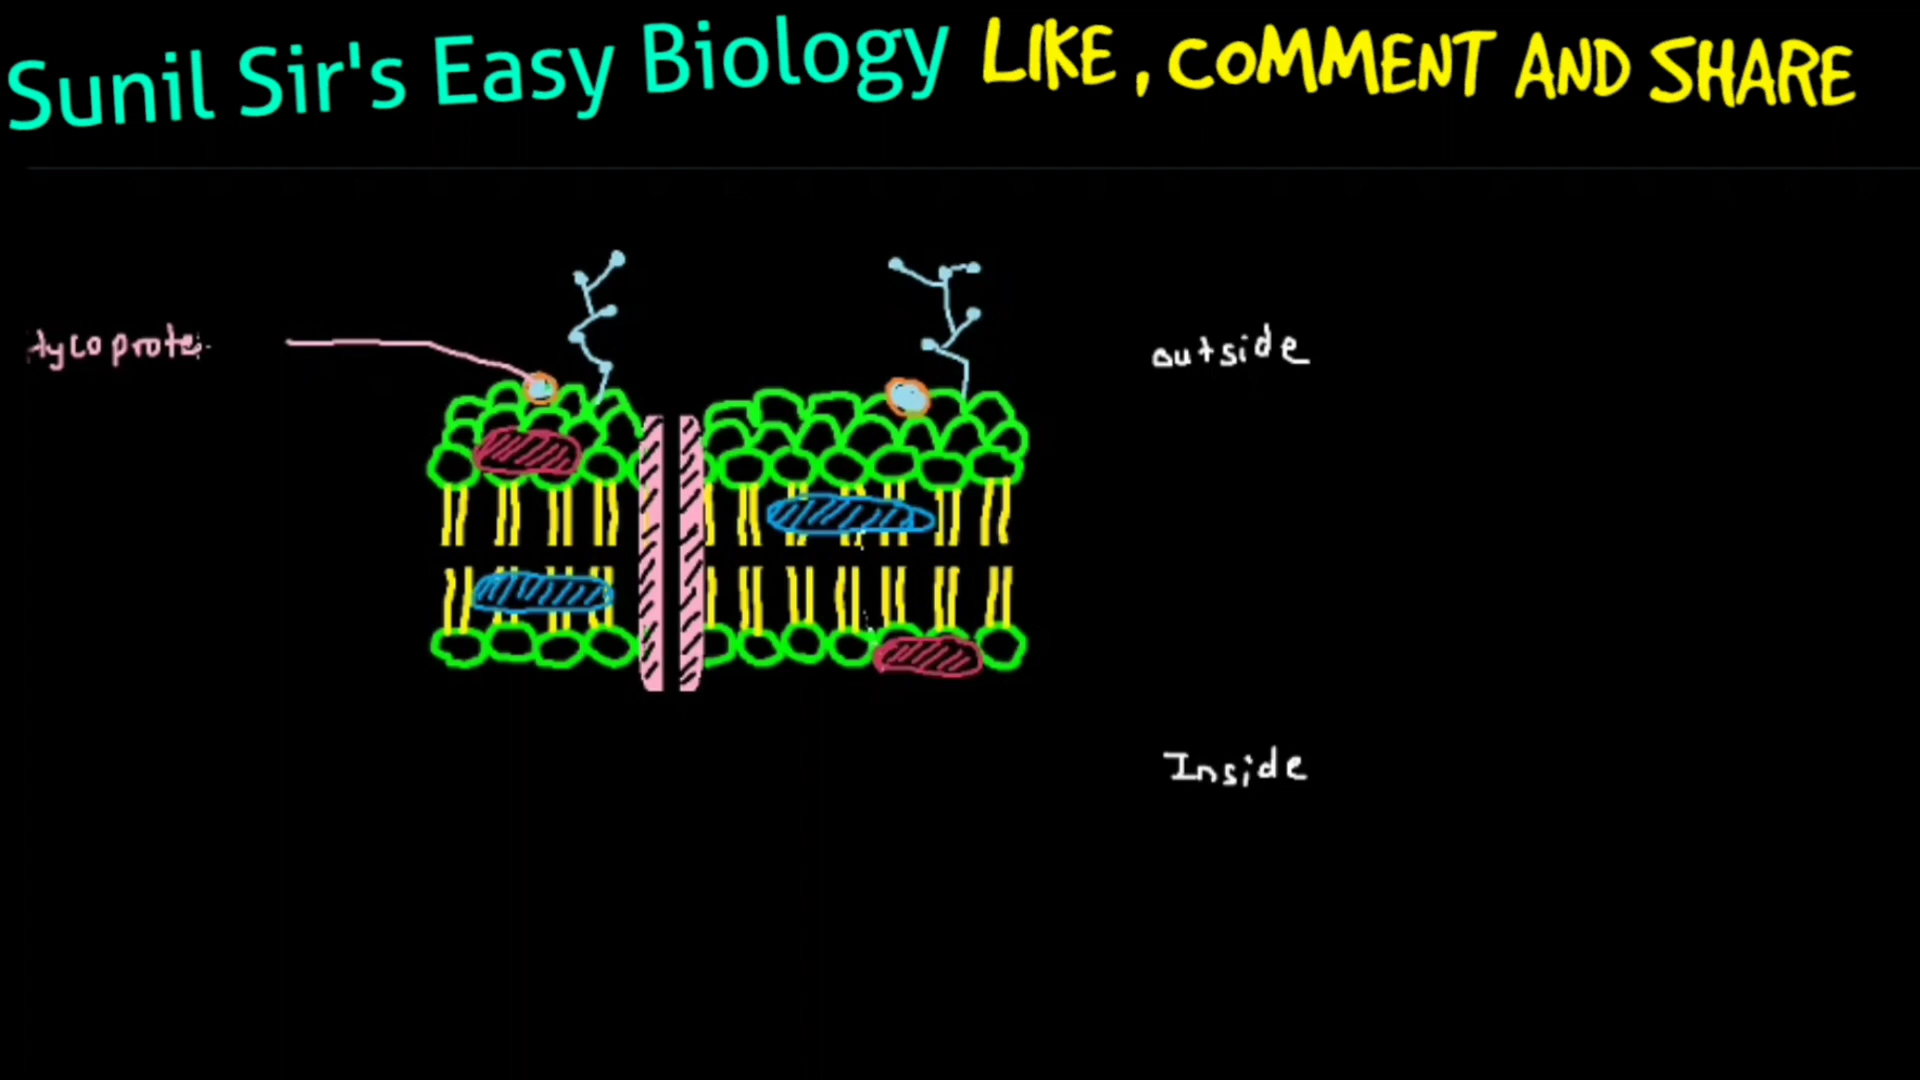 Sunil Sir's Easy Biology LIKE, COMMENT AND SHARE
outside
Inside